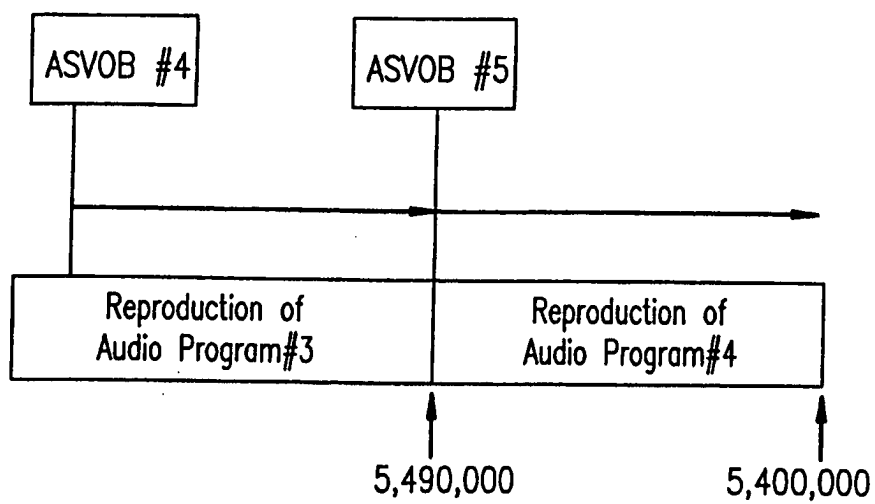 ASVOB #4
ASVOB #5
Reproduction of
Audio Program#3
Reproduction of
Audio Program#4
5,490,000
5,400,000